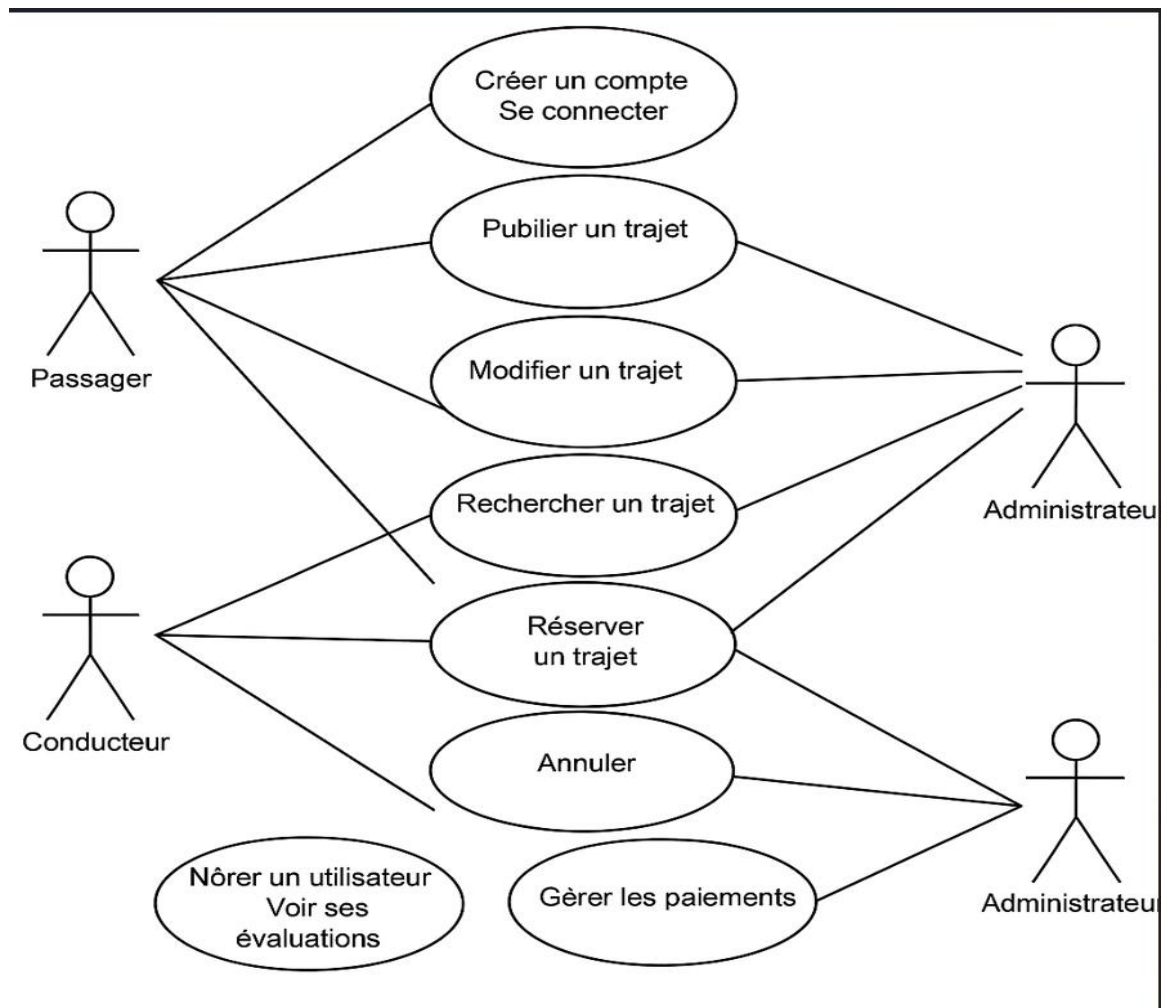 Créer un compte
Se connecter
Pubilier un trajet
Modifier un trajet
Passager
Rechercher un trajet
Administrateu
Réserver
un trajet
Conducteur
Annuler
Nôrer un utilisateur
Voir ses
évaluations
Gèrer les paiements
Administrateur